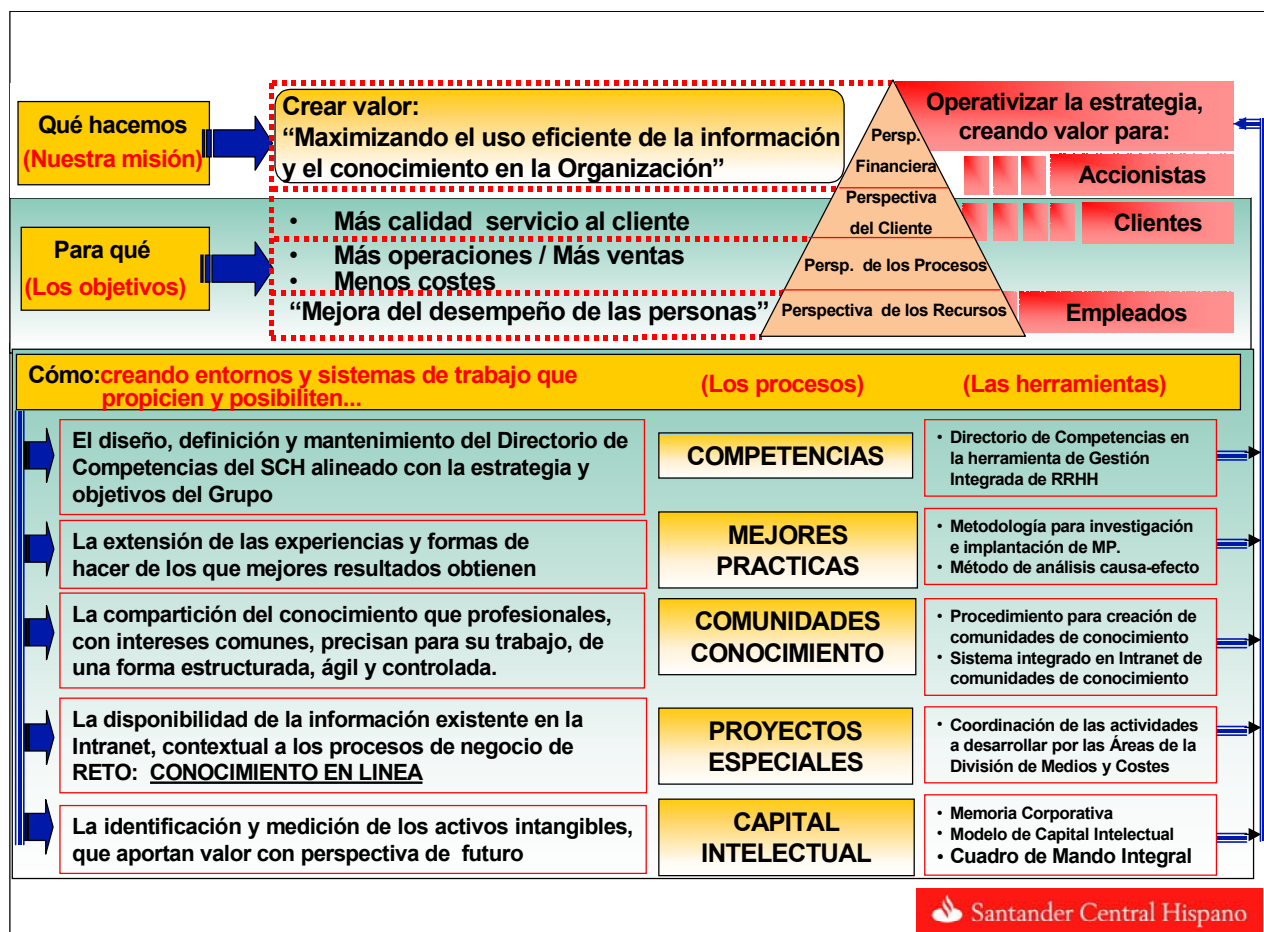 Qué hacemos
(Nuestra misión)
Crear valor:
“Maximizando el uso eficiente de la información
y el conocimiento en la Organización”
Persp.
Financiera
Operativizar la estrategia,
creando valor para:
Accionistas
Para qué
(Los objetivos)
• Más calidad servicio al cliente
• Más operaciones / Más ventas
• Menos costes
“Mejora del desempeño de las personas”
Perspectiva
del Cliente
Persp. de los Procesos
Perspectiva de los Recursos
Clientes
Empleados
Cómo:creando entornos y sistemas de trabajo que
propicien y posibiliten...
(Los procesos)
(Las herramientas)
El diseño, definición y mantenimiento del Directorio de
Competencias del SCH alineado con la estrategia y
objetivos del Grupo
COMPETENCIAS
• Directorio de Competencias en
la herramienta de Gestión
Integrada de RRHH
La extensión de las experiencias y formas de
hacer de los que mejores resultados obtienen
MEJORES
PRACTICAS
• Metodología para investigación
e implantación de MP.
• Método de análisis causa-efecto
La compartición del conocimiento que profesionales,
con intereses comunes, precisan para su trabajo, de
una forma estructurada, ágil y controlada.
COMUNIDADES
CONOCIMIENTO
• Procedimiento para creación de
comunidades de conocimiento
• Sistema integrado en Intranet de
comunidades de conocimiento
La disponibilidad de la información existente en la
Intranet, contextual a los procesos de negocio de
RETO: CONOCIMIENTO EN LINEA
PROYECTOS
ESPECIALES
• Coordinación de las actividades
a desarrollar por las Áreas de la
División de Medios y Costes
La identificación y medición de los activos intangibles,
que aportan valor con perspectiva de futuro
CAPITAL
INTELECTUAL
• Memoria Corporativa
• Modelo de Capital Intelectual
• Cuadro de Mando Integral
Santander Central Hispano